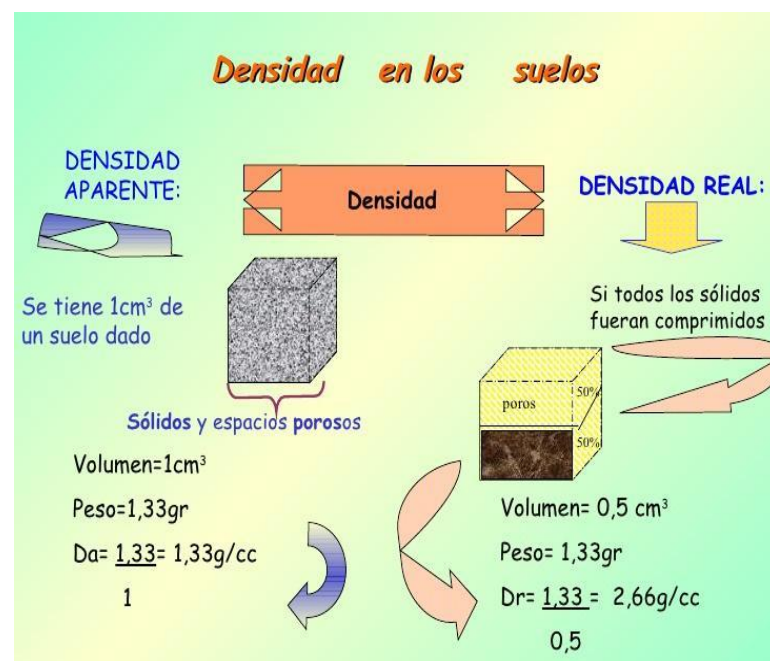 Densidad en los suelos
DENSIDAD
APARENTE:
Densidad
DENSIDAD REAL:
Se tiene 1cm³ de
un suelo dado
Si todos los sólidos
fueran comprimidos
poros
50%
50%
Sólidos y espacios porosos
Volumen=1cm³
Peso=1,33gr
Da= 1,33= 1,33g/cc
1
Volumen= 0,5 cm³
Peso= 1,33gr
Dr= 1,33 = 2,66g/cc
0,5